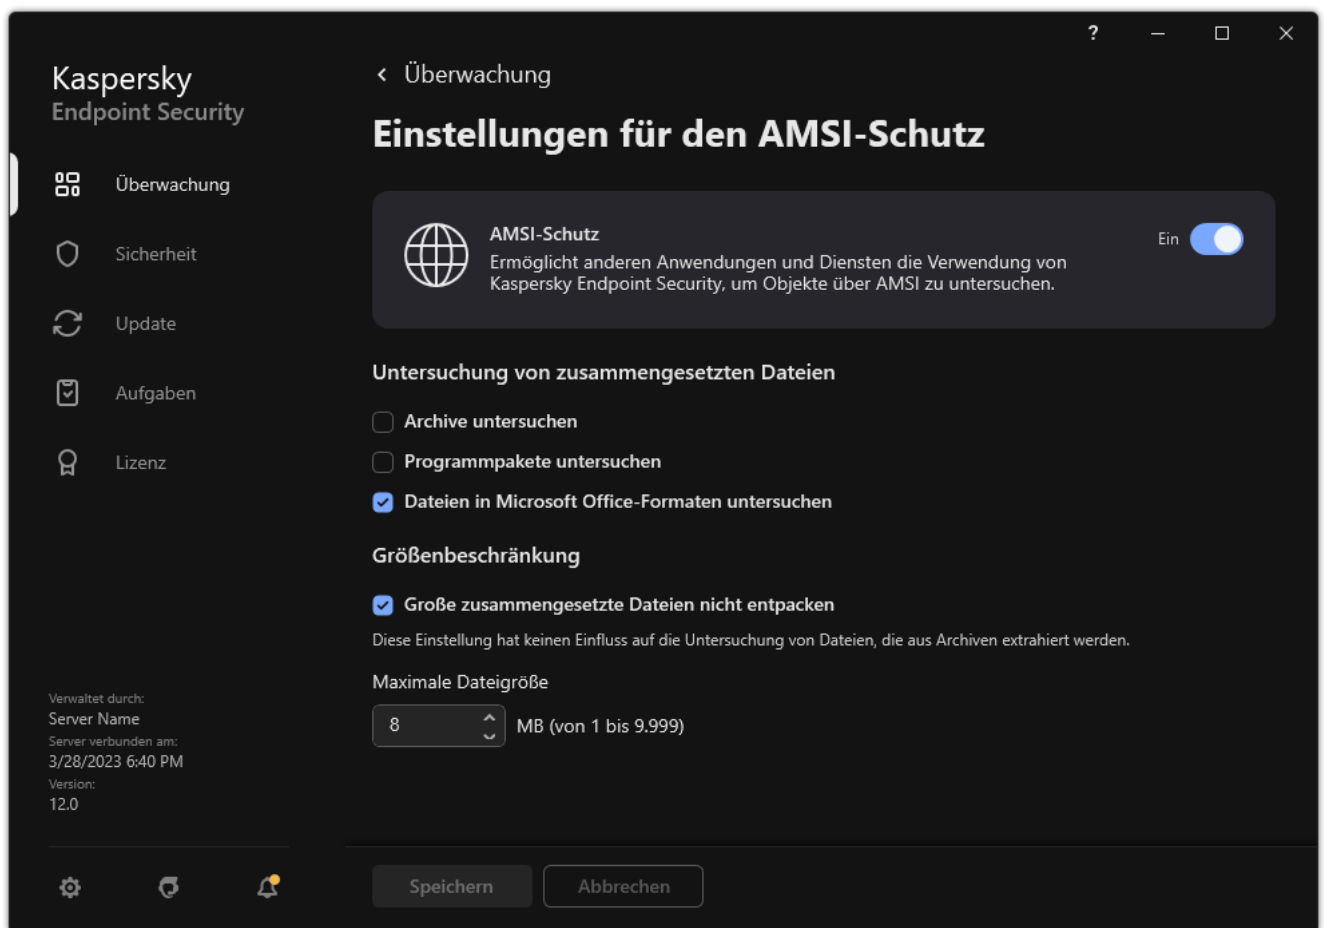 ?
Kaspersky
Endpoint Security
Überwachung
Sicherheit
Update
Aufgaben
Lizenz
Verwaltet durch:
Server Name
Server verbunden am:
3/28/2023 6:40 PM
Version:
12.0
Überwachung
Einstellungen für den AMSI-Schutz
AMSI-Schutz
Ermöglicht anderen Anwendungen und Diensten die Verwendung von
Kaspersky Endpoint Security, um Objekte über AMSI zu untersuchen.
Ein
Untersuchung von zusammengesetzten Dateien
Archive untersuchen
Programmpakete untersuchen
Dateien in Microsoft Office-Formaten untersuchen
Größenbeschränkung
Große zusammengesetzte Dateien nicht entpacken
Diese Einstellung hat keinen Einfluss auf die Untersuchung von Dateien, die aus Archiven extrahiert werden.
Maximale Dateigröße
8 MB (von 1 bis 9.999)
Speichern Abbrechen